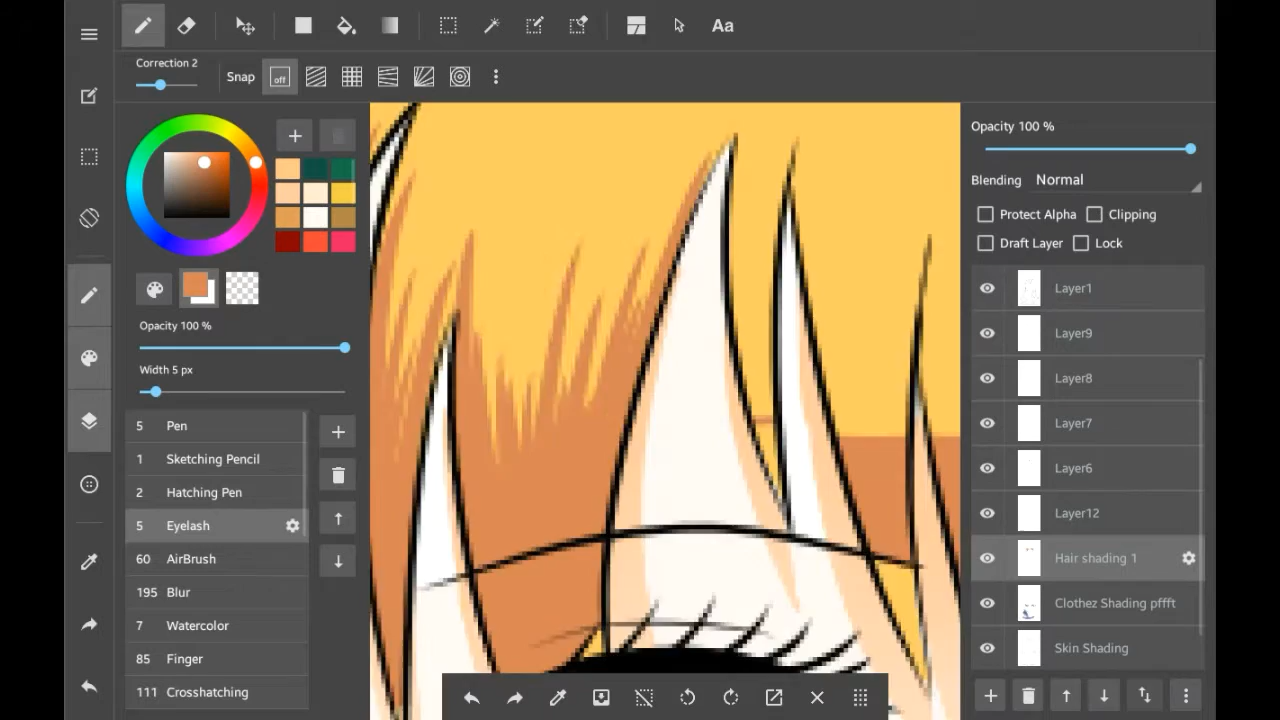 Aa
Correction 2
Snap
off
Opacity 100 %
Blending Normal
Protect Alpha
Clipping
Draft Layer
Lock
Layer1
Layer9
Layer8
Layer7
Layer6
Layer12
Hair shading 1
Clothez Shading pffft
Skin Shading
Opacity 100 %
Width 5 px
5 Pen
1 Sketching Pencil
2 Hatching Pen
5 Eyelash
60 AirBrush
195 Blur
7 Watercolor
85 Finger
111 Crosshatching